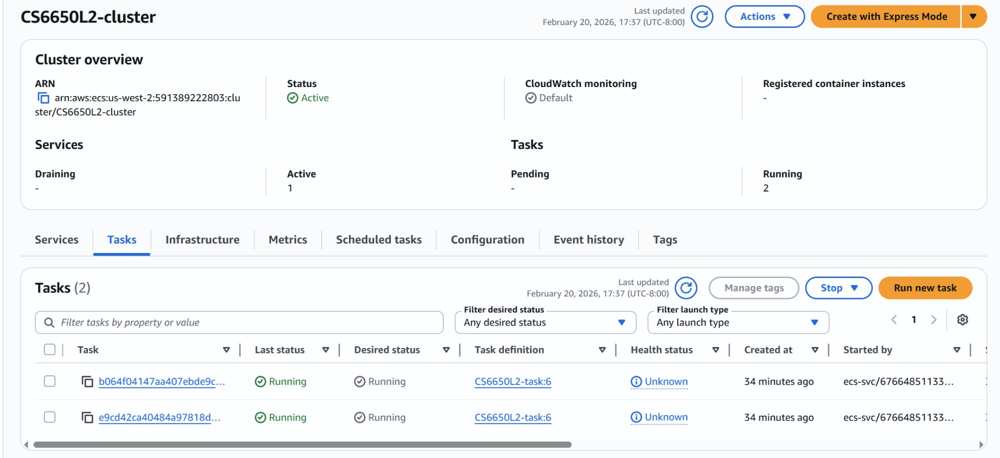 CS6650L2-cluster
Last updated
February 20, 2026, 17:37 (UTC-8:00)
Actions
Create with Express Mode
Cluster overview
ARN
arn:aws:ecs:us-west-2:591389222803:clu
ster/CS6650L2-cluster
Status
Active
CloudWatch monitoring
Default
Registered container instances
-
Services
Tasks
Draining
-
Active
1
Pending
-
Running
2
Services Tasks Infrastructure Metrics Scheduled tasks Configuration Event history Tags
Tasks (2)
Last updated
February 20, 2026, 17:37 (UTC-8:00)
Manage tags
Stop
Run new task
Filter tasks by property or value
Filter desired status
Any desired status
Filter launch type
Any launch type
1
Task Last status Desired status Task definition Health status Created at Started by
b064f04147aa407ebde9c... Running Running CS6650L2-task:6 Unknown 34 minutes ago ecs-svc/67664851133...
e9cd42ca40484a97818d... Running Running CS6650L2-task:6 Unknown 34 minutes ago ecs-svc/67664851133...